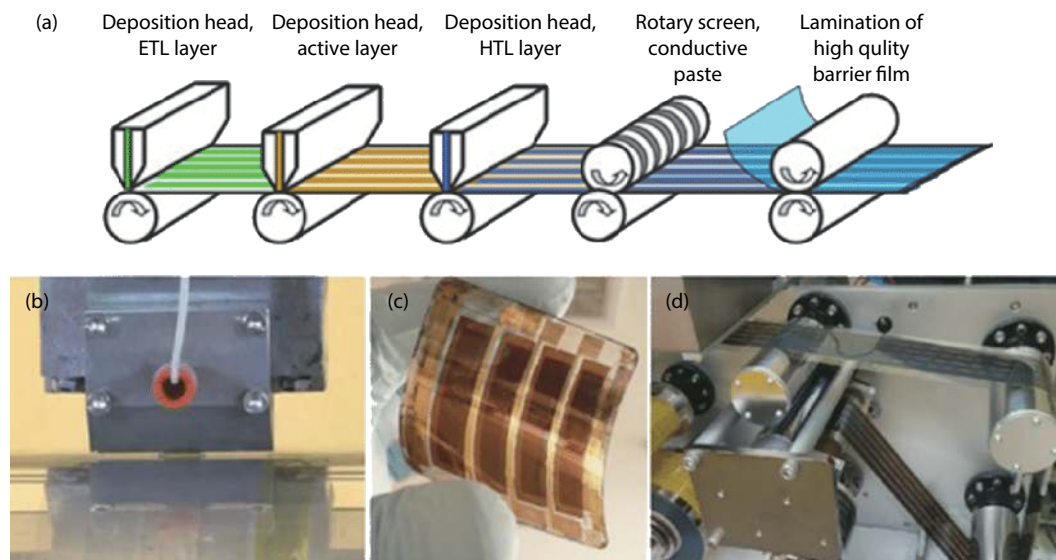 (a)
Deposition head,
ETL layer
Deposition head,
active layer
Deposition head,
HTL layer
Rotary screen,
conductive
paste
Lamination of
high qulity
barrier film
(b)
(c)
(d)